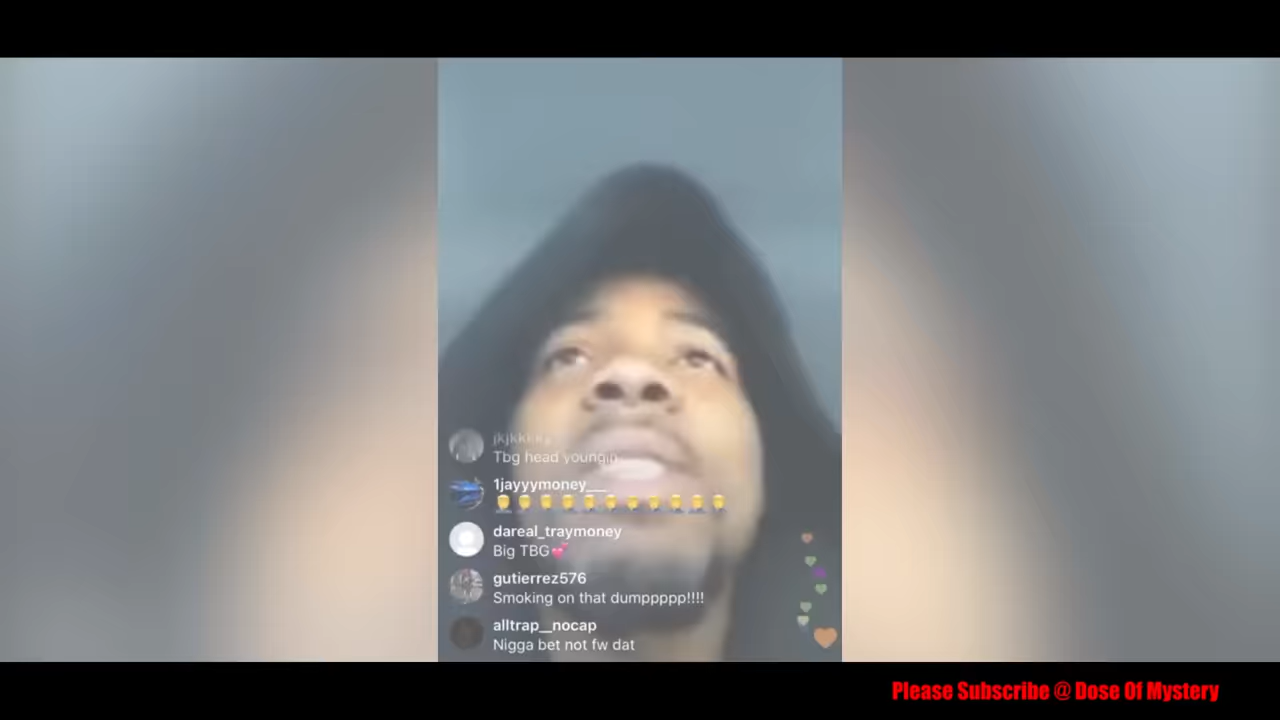 Tbg head youngin
1jayyymoney___
dareal_traymoney
Big TBG💕
gutierrez576
Smoking on that dumppppp!!!!
alltrap__nocap
Nigga bet not fw dat
Please Subscribe @ Dose Of Mystery